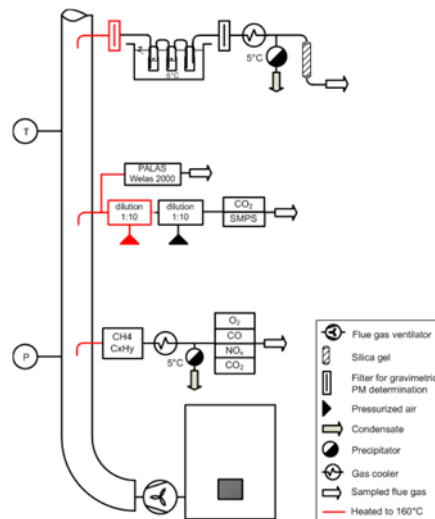 5°C
5°C
T
PALAS
Welas 2000
dilution
1:10
dilution
1:10
CO₂
SMPS
P
CH4
CxHy
5°C
O₂
CO
NOₓ
CO₂
Flue gas ventilator
Silica gel
Filter for gravimetric
PM determination
Pressurized air
Condensate
Precipitator
Gas cooler
Sampled flue gas
Heated to 160°C